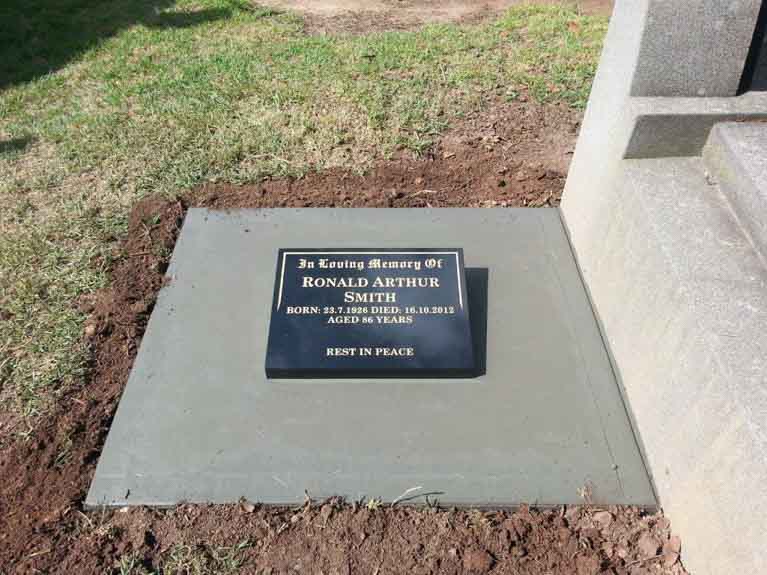 In Loving Memory Of
RONALD ARTHUR
SMITH
BORN: 23.7.1926 DIED: 16.10.2012
AGED 86 YEARS
REST IN PEACE